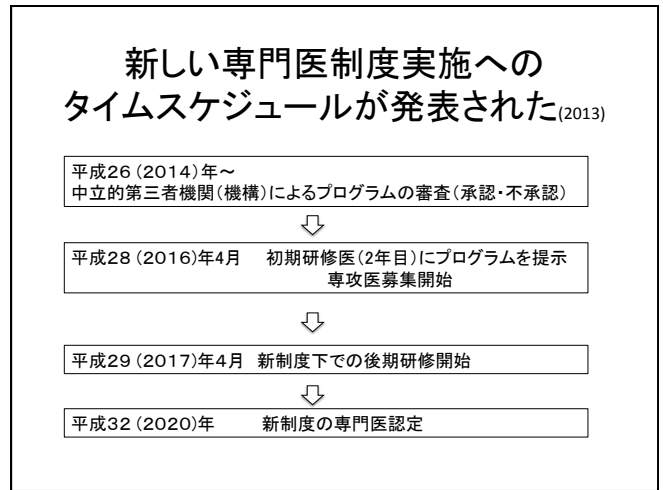 新しい専門医制度実施への
タイムスケジュールが発表された(2013)
平成26(2014)年~
中立的第三者機関(機構)によるプログラムの審査(承認・不承認)
平成28(2016)年4月 初期研修医(2年目)にプログラムを提示
専攻医募集開始
平成29(2017)年4月 新制度下での後期研修開始
平成32(2020)年 新制度の専門医認定